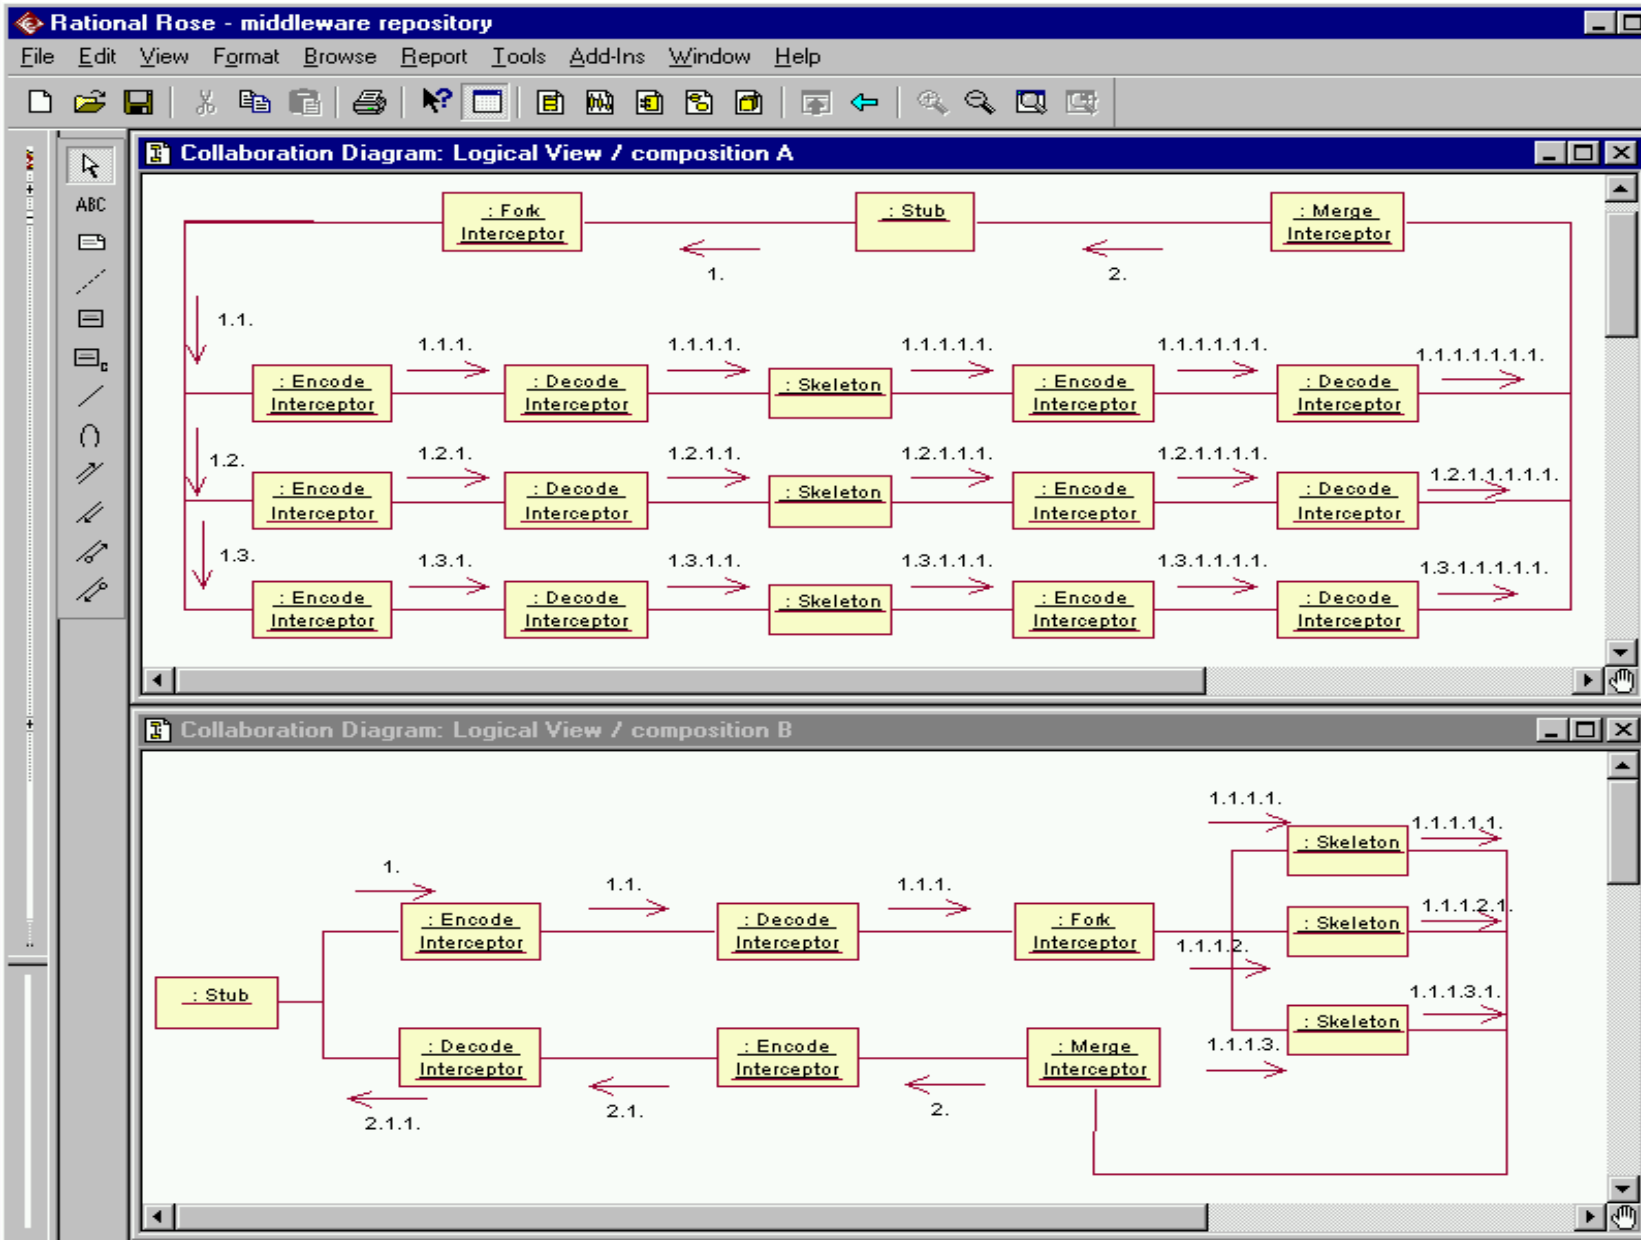 Rational Rose - middleware repository
File Edit View Format Browse Report Tools Add-Ins Window Help
ABC
Collaboration Diagram: Logical View / composition A
: Fork
Interceptor
: Stub
: Merge
Interceptor
1.
2.
1.1.
1.1.1.
1.1.1.1.
1.1.1.1.1.
1.1.1.1.1.1.
1.1.1.1.1.1.1.
: Encode
Interceptor
: Decode
Interceptor
: Skeleton
: Encode
Interceptor
: Decode
Interceptor
1.2.
1.2.1.
1.2.1.1.
1.2.1.1.1.
1.2.1.1.1.1.
1.2.1.1.1.1.1.
: Encode
Interceptor
: Decode
Interceptor
: Skeleton
: Encode
Interceptor
: Decode
Interceptor
1.3.
1.3.1.
1.3.1.1.
1.3.1.1.1.
1.3.1.1.1.1.
1.3.1.1.1.1.1.
: Encode
Interceptor
: Decode
Interceptor
: Skeleton
: Encode
Interceptor
: Decode
Interceptor
Collaboration Diagram: Logical View / composition B
1.1.1.1.
1.1.1.1.1.
: Skeleton
1.
1.1.
1.1.1.
: Encode
Interceptor
: Decode
Interceptor
: Fork
Interceptor
1.1.1.2.
1.1.1.2.1.
: Skeleton
: Stub
1.1.1.3.1.
: Skeleton
1.1.1.3.
: Decode
Interceptor
: Encode
Interceptor
: Merge
Interceptor
2.1.1.
2.1.
2.